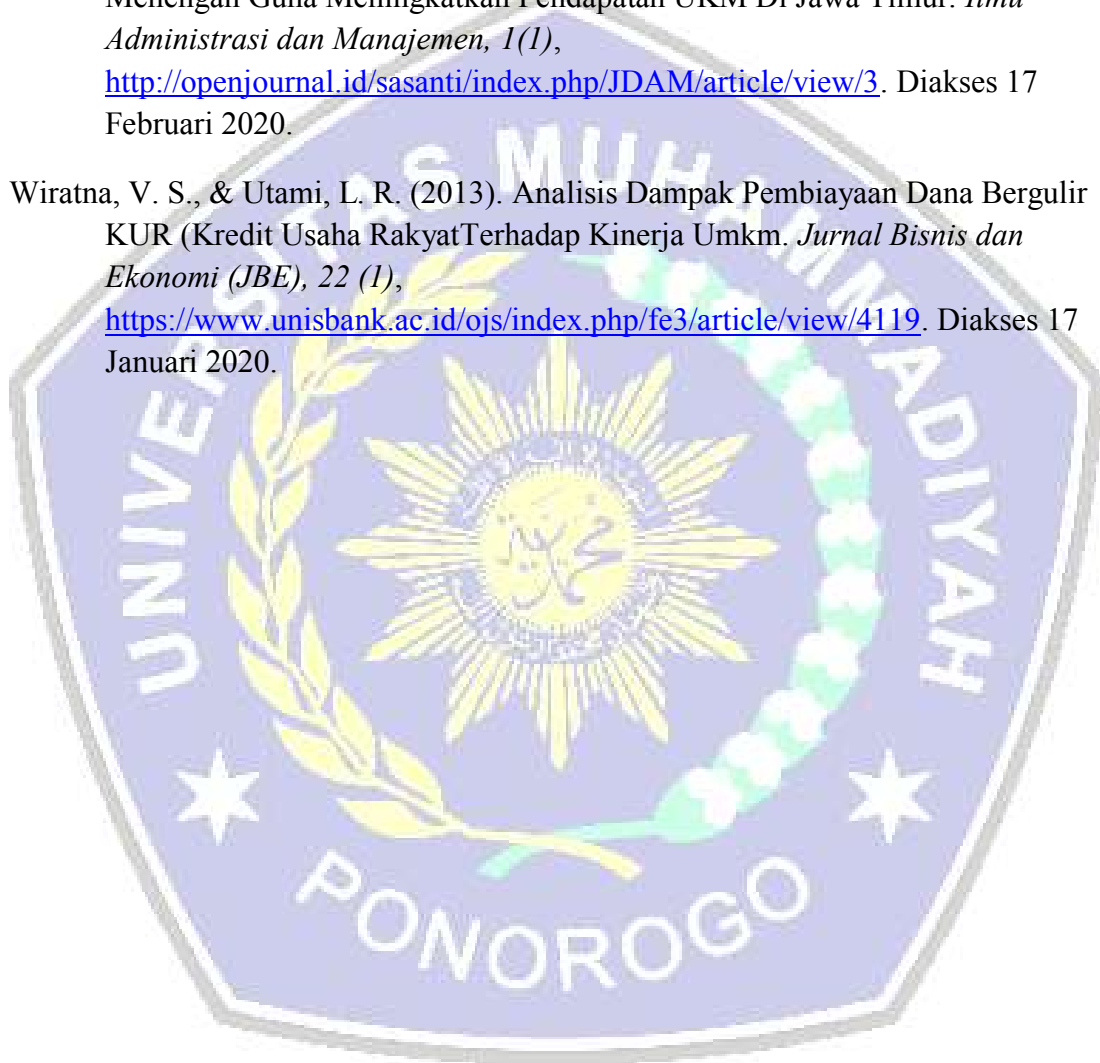 Menengah Guna Meningkatkan Pendapatan UKM Di Jawa Timur. Ilmu
Administrasi dan Manajemen, 1(1),
http://openjournal.id/sasanti/index.php/JDAM/article/view/3. Diakses 17
Februari 2020.
Wiratna, V. S., & Utami, L. R. (2013). Analisis Dampak Pembiayaan Dana Bergulir
KUR (Kredit Usaha RakyatTerhadap Kinerja Umkm. Jurnal Bisnis dan
Ekonomi (JBE), 22 (1),
https://www.unisbank.ac.id/ojs/index.php/fe3/article/view/4119. Diakses 17
Januari 2020.
UNIVERSITAS MUHAMMADIYAH
PONOROGO